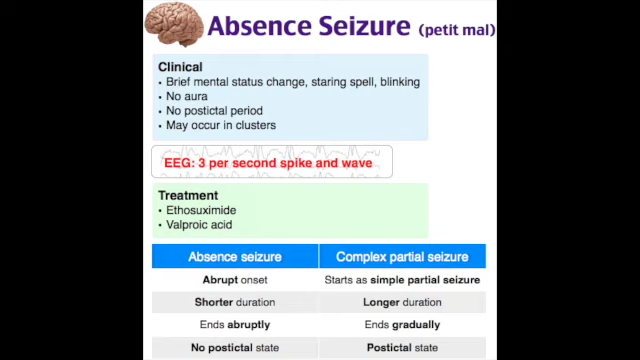 Absence Seizure (petit mal)
Clinical
• Brief mental status change, staring spell, blinking
• No aura
• No postictal period
• May occur in clusters
EEG: 3 per second spike and wave
Treatment
• Ethosuximide
• Valproic acid
Absence seizure Complex partial seizure
Abrupt onset Starts as simple partial seizure
Shorter duration Longer duration
Ends abruptly Ends gradually
No postictal state Postictal state